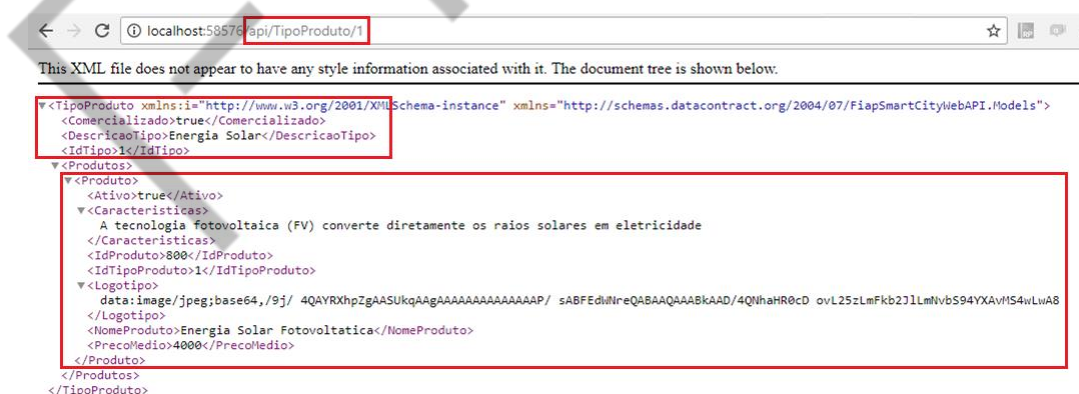 localhost:58576/api/TipoProduto/1
This XML file does not appear to have any style information associated with it. The document tree is shown below.
▼<TipoProduto xmlns:i="http://www.w3.org/2001/XMLSchema-instance" xmlns="http://schemas.datacontract.org/2004/07/FiapSmartCityWebAPI.Models">
<Comercializado>true</Comercializado>
<DescricaoTipo>Energia Solar</DescricaoTipo>
<IdTipo>1</IdTipo>
▼<Produtos>
▼<Produto>
<Ativo>true</Ativo>
▼<Caracteristicas>
A tecnologia fotovoltaica (FV) converte diretamente os raios solares em eletricidade
</Caracteristicas>
<IdProduto>800</IdProduto>
<IdTipoProduto>1</IdTipoProduto>
▼<Logotipo>
data:image/jpeg;base64,/9j/ 4QAYRXhpZgAASUkqAAgAAAAAAAAAAAAAAP/ sABFEdWNreQABAAQAAABkAAD/4QNhaHR0cD ovL25zLmFkb2JlLmNvbS94YXAvMS4wLwA8
</Logotipo>
<NomeProduto>Energia Solar Fotovoltatica</NomeProduto>
<PrecoMedio>4000</PrecoMedio>
</Produto>
</Produtos>
</TipoProduto>